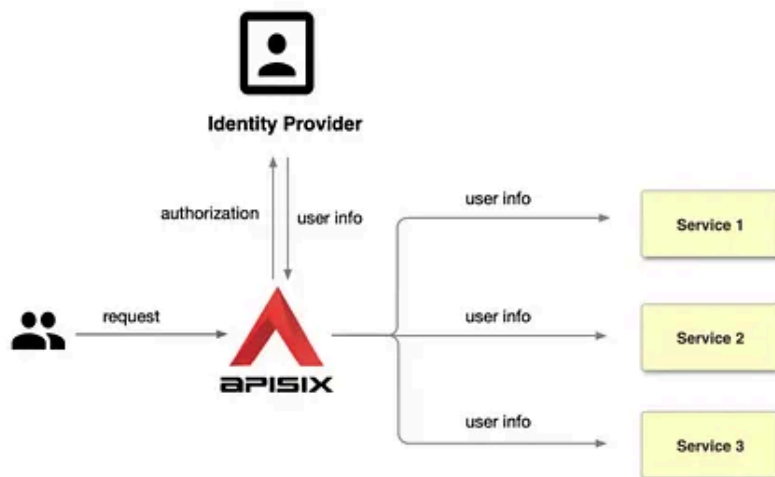 Identity Provider
authorization
user info
user info
Service 1
request
user info
Service 2
APISIX
user info
Service 3